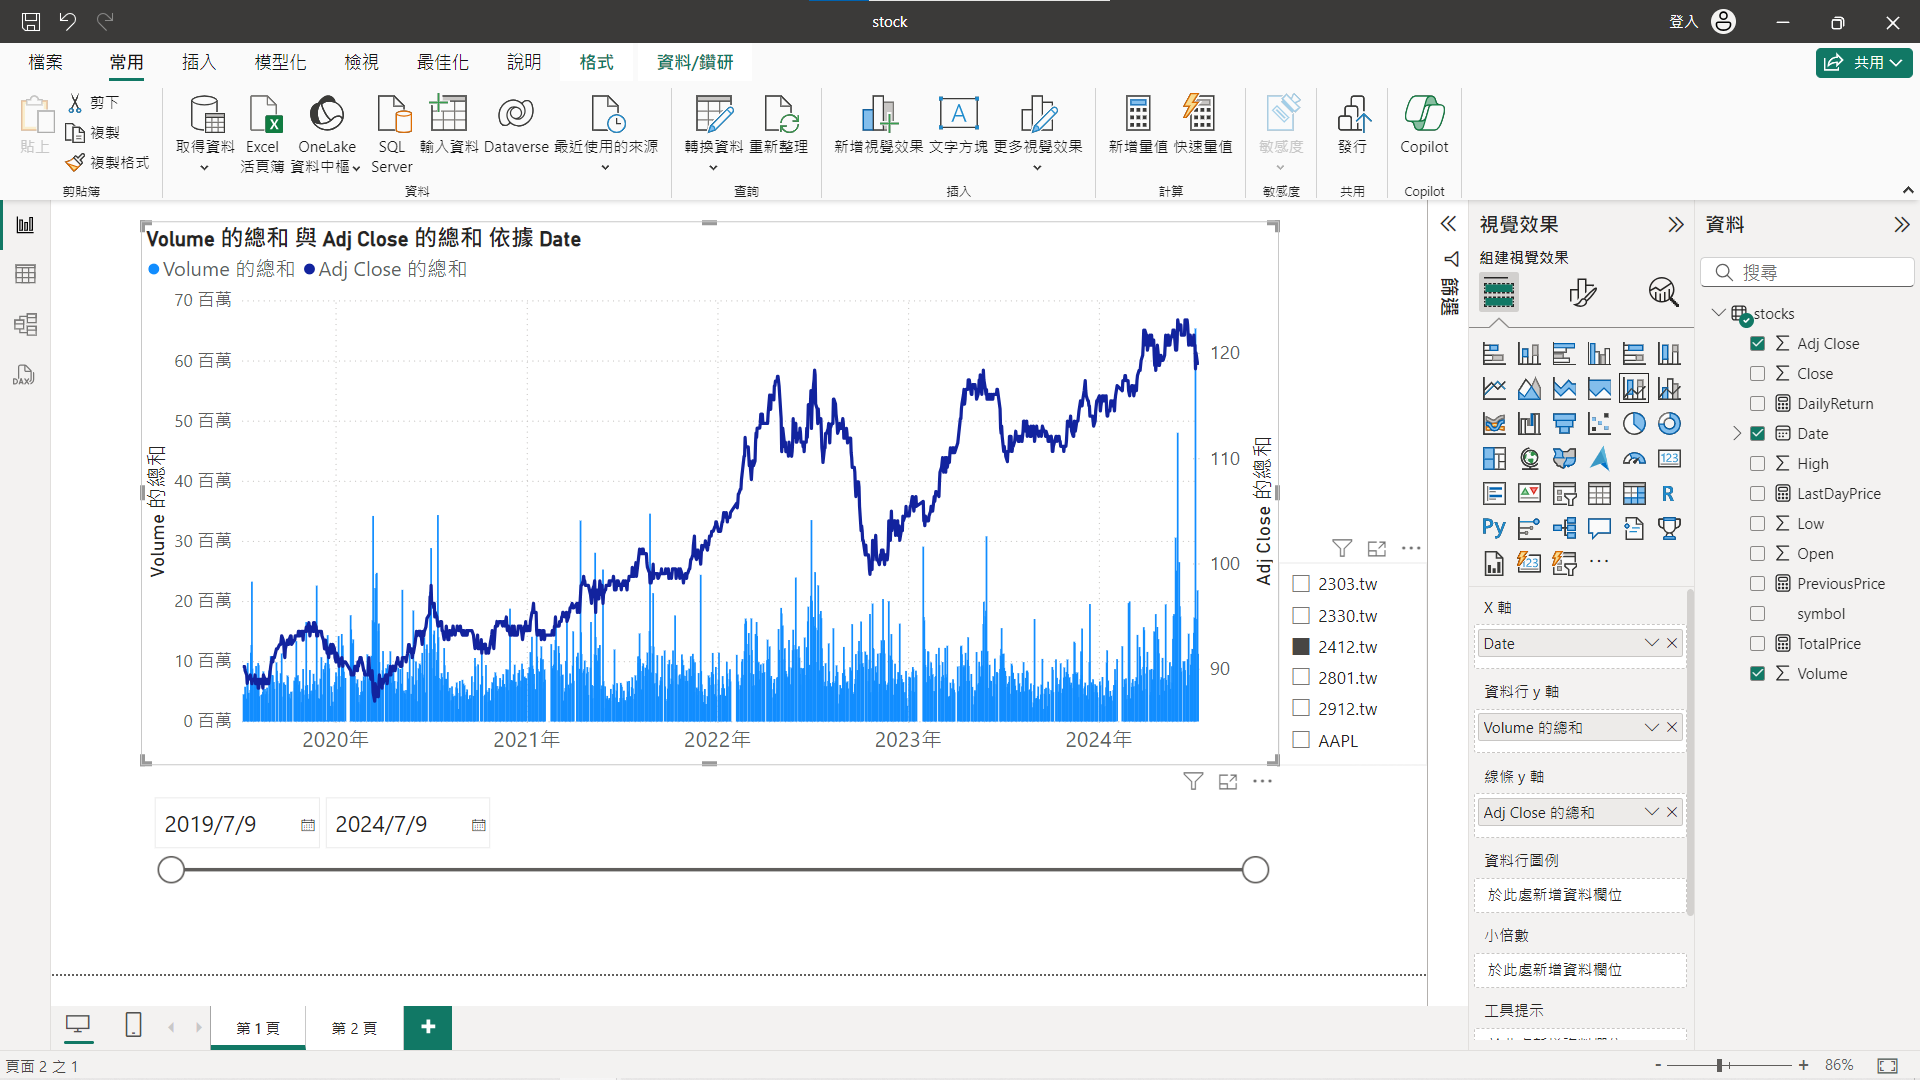 stock
登入
檔案
常用
插入
模型化
檢視
最佳化
說明
格式
資料/鑽研
共用
貼上
剪下
複製
複製格式
剪貼簿
取得資料
Excel
活頁簿
OneLake
資料中樞
SQL
Server
輸入資料
Dataverse
最近使用的來源
資料
轉換資料
重新整理
查詢
新增視覺效果
文字方塊
更多視覺效果
插入
新增量值
快速量值
計算
敏感度
敏感度
發行
共用
Copilot
Copilot
Volume 的總和 與 Adj Close 的總和 依據 Date
Volume 的總和
Adj Close 的總和
70 百萬
60 百萬
50 百萬
40 百萬
30 百萬
20 百萬
10 百萬
0 百萬
Volume 的總和
120
110
100
90
Adj Close 的總和
2020年
2021年
2022年
2023年
2024年
2303.tw
2330.tw
2412.tw
2801.tw
2912.tw
AAPL
2019/7/9
2024/7/9
篩選
視覺效果
組建視覺效果
123
R
Py
123
X 軸
Date
資料行 y 軸
Volume 的總和
線條 y 軸
Adj Close 的總和
資料行圖例
於此處新增資料欄位
小倍數
於此處新增資料欄位
工具提示
資料
搜尋
stocks
Adj Close
Close
DailyReturn
Date
High
LastDayPrice
Low
Open
PreviousPrice
symbol
TotalPrice
Volume
第 1 頁
第 2 頁
頁面 2 之 1
86%